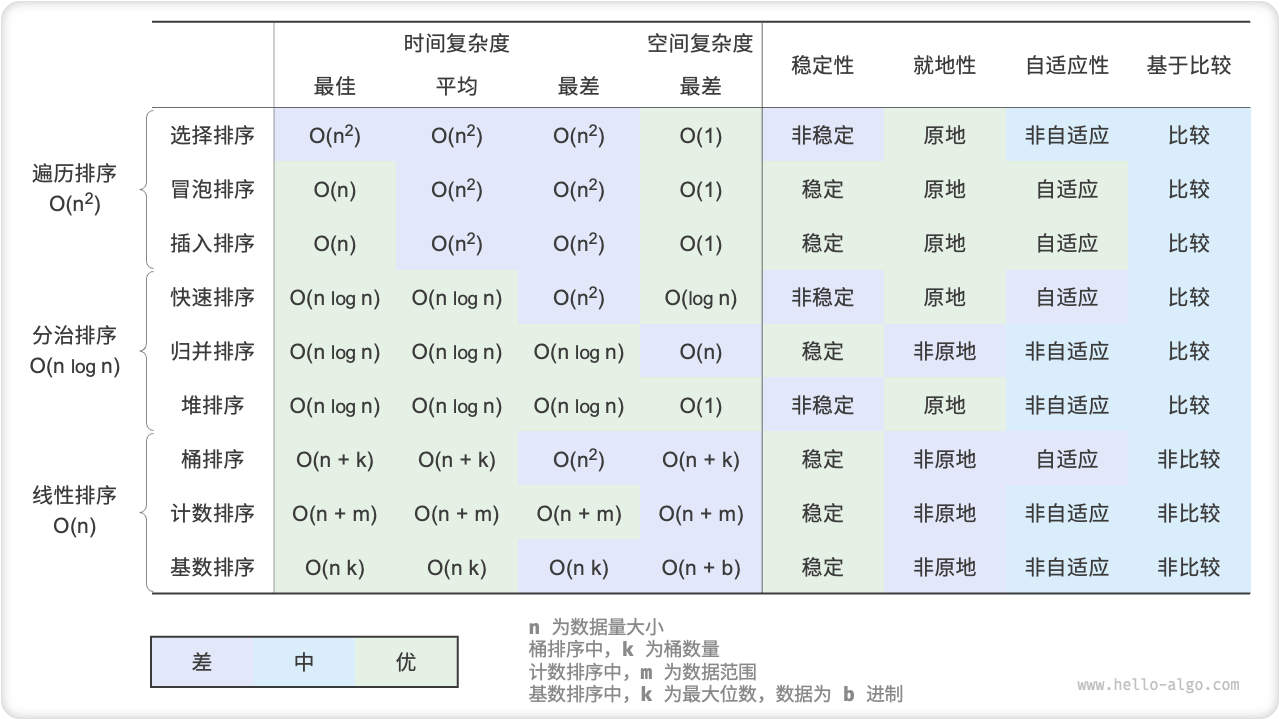 时间复杂度 空间复杂度 稳定性 就地性 自适应性 基于比较
最佳 平均 最差 最差
遍历排序
O(n²)
选择排序 O(n²) O(n²) O(n²) O(1) 非稳定 原地 非自适应 比较
冒泡排序 O(n) O(n²) O(n²) O(1) 稳定 原地 自适应 比较
插入排序 O(n) O(n²) O(n²) O(1) 稳定 原地 自适应 比较
分治排序
O(n log n)
快速排序 O(n log n) O(n log n) O(n²) O(log n) 非稳定 原地 自适应 比较
归并排序 O(n log n) O(n log n) O(n log n) O(n) 稳定 非原地 非自适应 比较
堆排序 O(n log n) O(n log n) O(n log n) O(1) 非稳定 原地 非自适应 比较
线性排序
O(n)
桶排序 O(n + k) O(n + k) O(n²) O(n + k) 稳定 非原地 自适应 非比较
计数排序 O(n + m) O(n + m) O(n + m) O(n + m) 稳定 非原地 非自适应 非比较
基数排序 O(n k) O(n k) O(n k) O(n + b) 稳定 非原地 非自适应 非比较
差 中 优
n 为数据量大小
桶排序中，k 为桶数量
计数排序中，m 为数据范围
基数排序中，k 为最大位数，数据为 b 进制
www.hello-algo.com